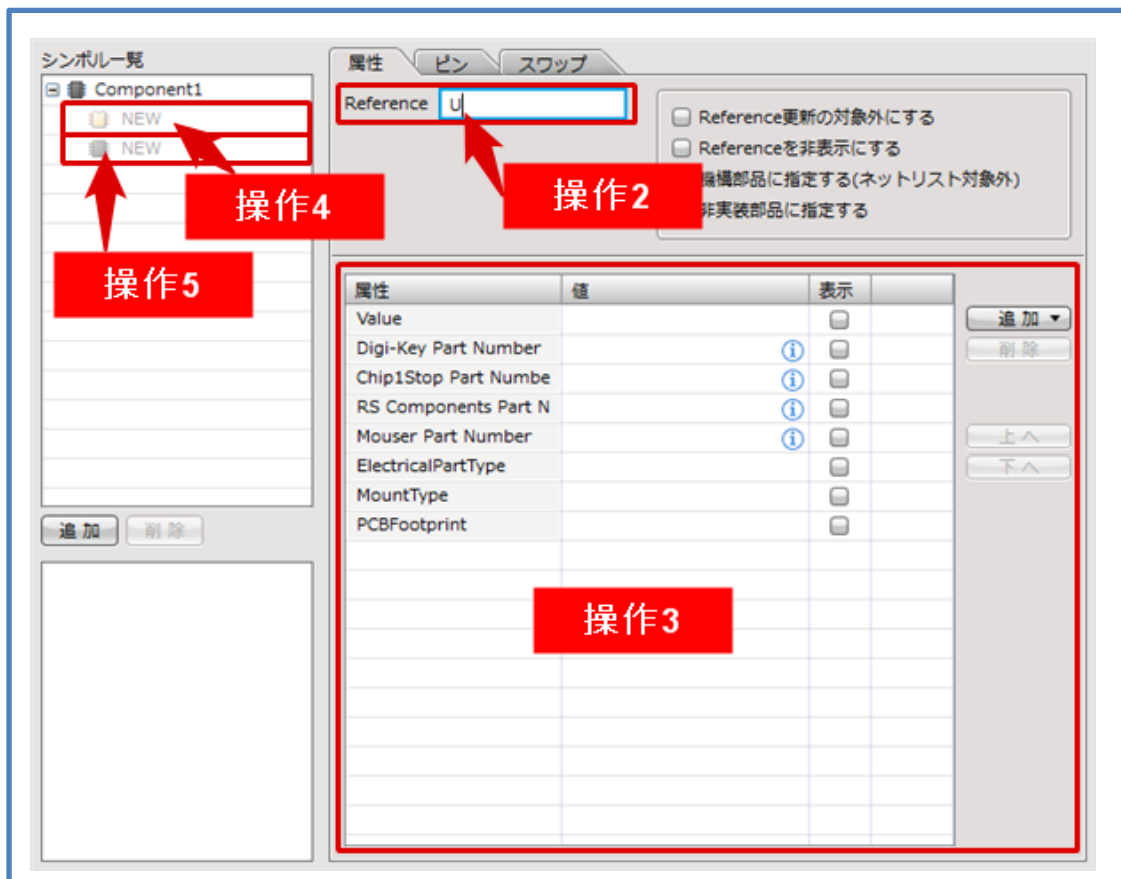 シンボル一覧
Component1
NEW
NEW
操作4
操作5
追加
削除
属性
ピン
スワップ
Reference U
操作2
Reference更新の対象外にする
Referenceを非表示にする
機構部品に指定する(ネットリスト対象外)
非実装部品に指定する
属性 値 表示
Value
Digi-Key Part Number
Chip1Stop Part Numbe
RS Components Part N
Mouser Part Number
ElectricalPartType
MountType
PCBFootprint
操作3
追加
削除
上へ
下へ